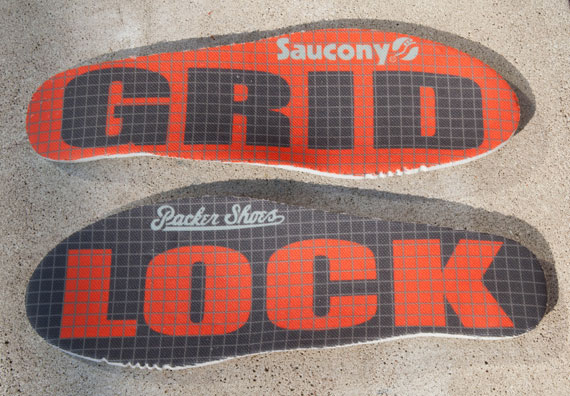 Saucony
GRID
Packer Shoes
LOCK